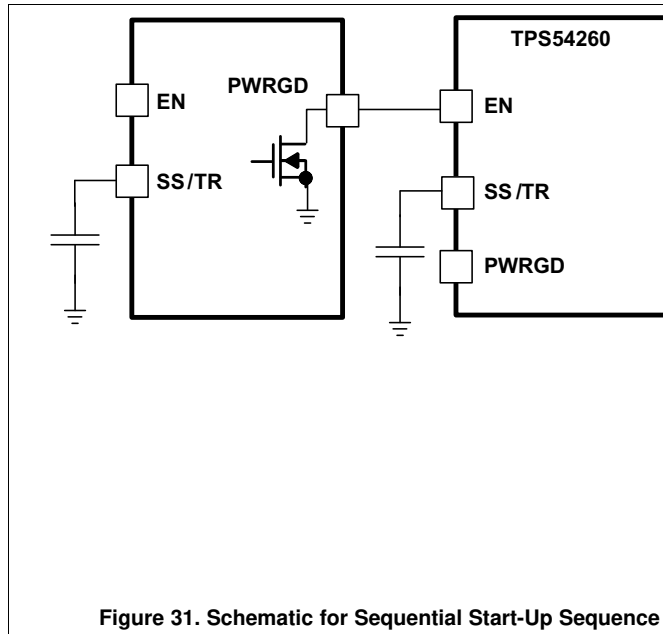 TPS54260
PWRGD
EN
EN
SS/TR
SS/TR
PWRGD
Figure 31. Schematic for Sequential Start-Up Sequence